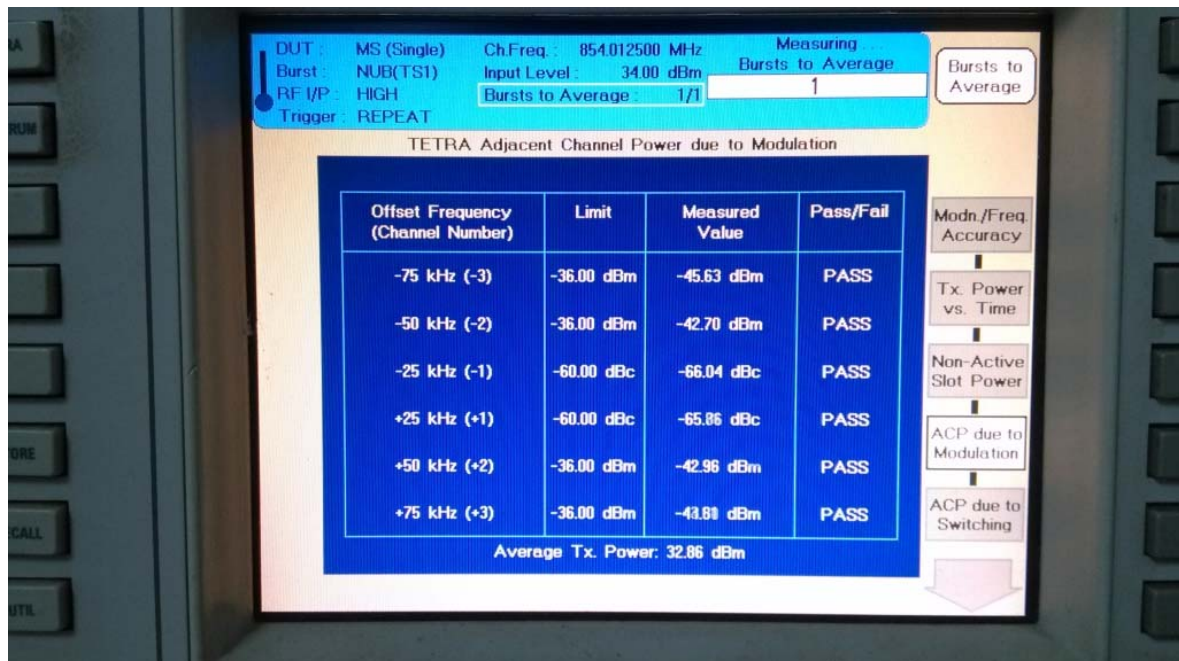 DUT : MS (Single) Ch.Freq. : 854.012500 MHz Measuring ...
Burst : NUB(TS1) Input Level : 34.00 dBm Bursts to Average
RF I/P : HIGH Bursts to Average : 1/1 1
Trigger : REPEAT
Bursts to
Average
TETRA Adjacent Channel Power due to Modulation
Offset Frequency Limit Measured Pass/Fail
(Channel Number) Value
-75 kHz (-3) -36.00 dBm -45.63 dBm PASS
-50 kHz (-2) -36.00 dBm -42.70 dBm PASS
-25 kHz (-1) -60.00 dBc -66.04 dBc PASS
+25 kHz (+1) -60.00 dBc -65.86 dBc PASS
+50 kHz (+2) -36.00 dBm -42.96 dBm PASS
+75 kHz (+3) -36.00 dBm dBm PASS
Average Tx. Power: 32.86 dBm
Modn./Freq.
Accuracy
Tx. Power
vs. Time
Non-Active
Slot Power
ACP due to
Modulation
ACP due to
Switching
RA
RUM
ORE
ECALL
UTIL